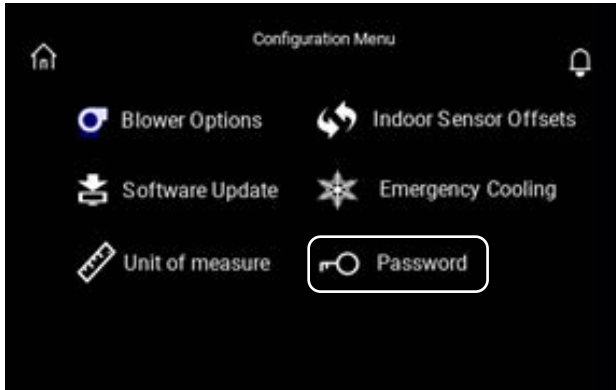 Configuration Menu
Blower Options
Indoor Sensor Offsets
Software Update
Emergency Cooling
Unit of measure
Password